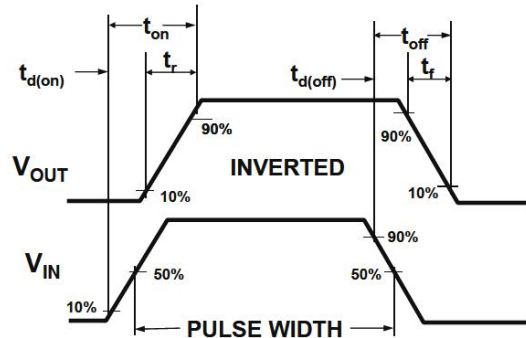 t_on
t_off
t_d(on)
t_r
t_d(off)
t_f
90%
90%
V_OUT
INVERTED
10%
10%
90%
V_IN
50%
50%
10%
PULSE WIDTH